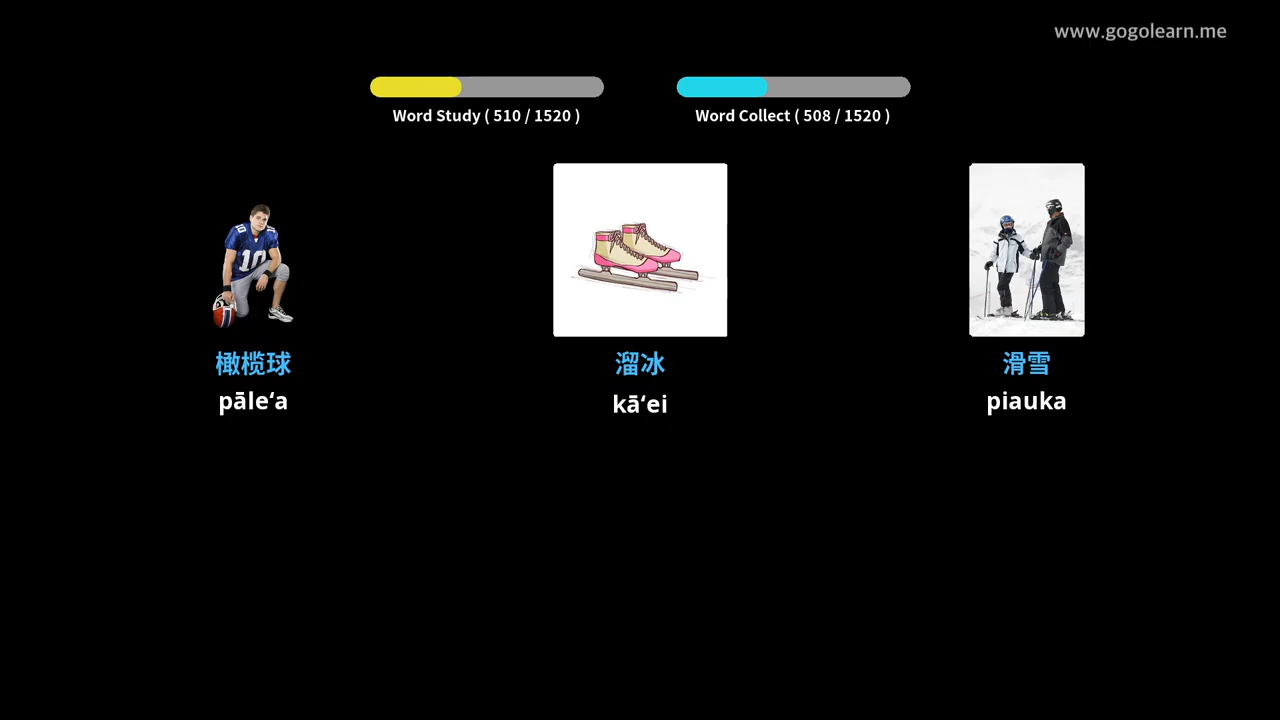 www.gogolearn.me
Word Study ( 510 / 1520 )
Word Collect ( 508 / 1520 )
10
橄榄球
溜冰
滑雪
pāleʻa
kāʻei
piauka